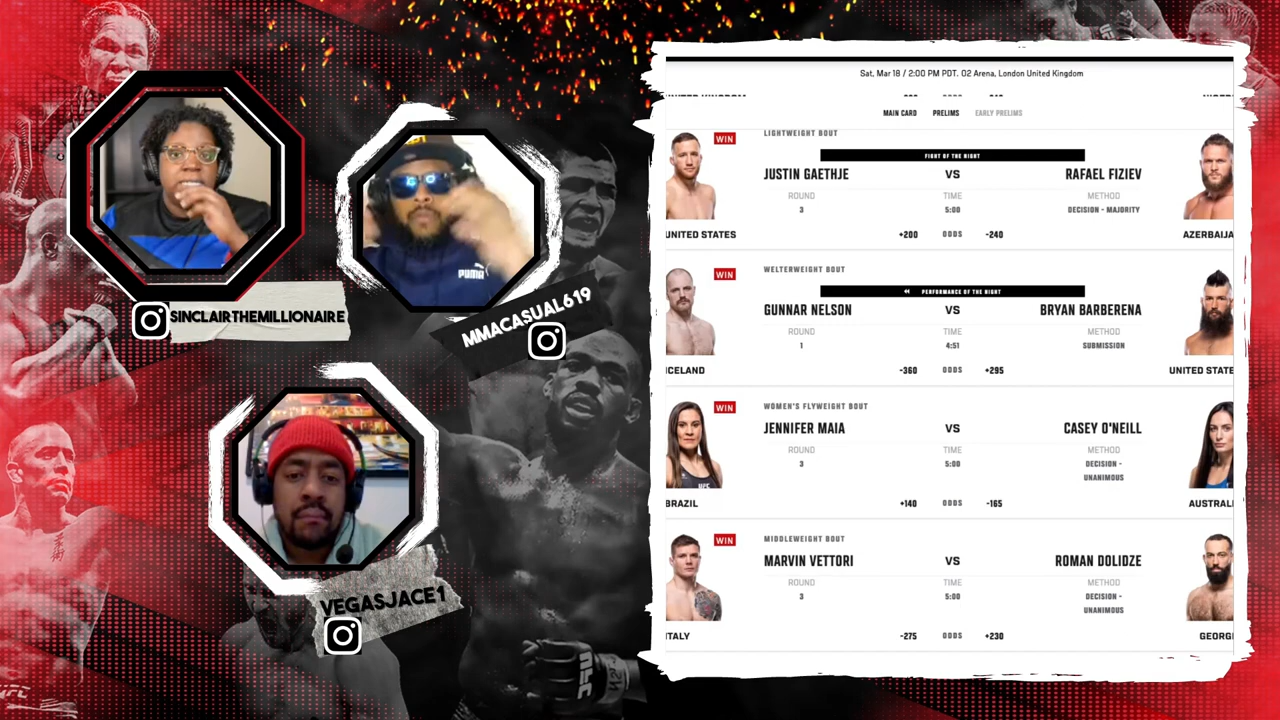 SINCLAIRTHEMILLIONAIRE
MMACASUAL619
PUMA
VEGASJACE1
UFC
Sat, Mar 18 / 2:00 PM PDT. O2 Arena, London United Kingdom
MAIN CARD PRELIMS EARLY PRELIMS
LIGHTWEIGHT BOUT
WIN
FIGHT OF THE NIGHT
JUSTIN GAETHJE VS RAFAEL FIZIEV
ROUND TIME METHOD
3 5:00 DECISION - MAJORITY
UNITED STATES +200 ODDS -240 AZERBAIJA
WELTERWEIGHT BOUT
WIN
PERFORMANCE OF THE NIGHT
GUNNAR NELSON VS BRYAN BARBERENA
ROUND TIME METHOD
1 4:51 SUBMISSION
ICELAND -360 ODDS +295 UNITED STATE
WOMEN'S FLYWEIGHT BOUT
WIN
JENNIFER MAIA VS CASEY O'NEILL
ROUND TIME METHOD
3 5:00 DECISION -
UNANIMOUS
BRAZIL +140 ODDS -165 AUSTRAL
MIDDLEWEIGHT BOUT
WIN
MARVIN VETTORI VS ROMAN DOLIDZE
ROUND TIME METHOD
3 5:00 DECISION -
UNANIMOUS
ITALY -275 ODDS +230 GEORGI